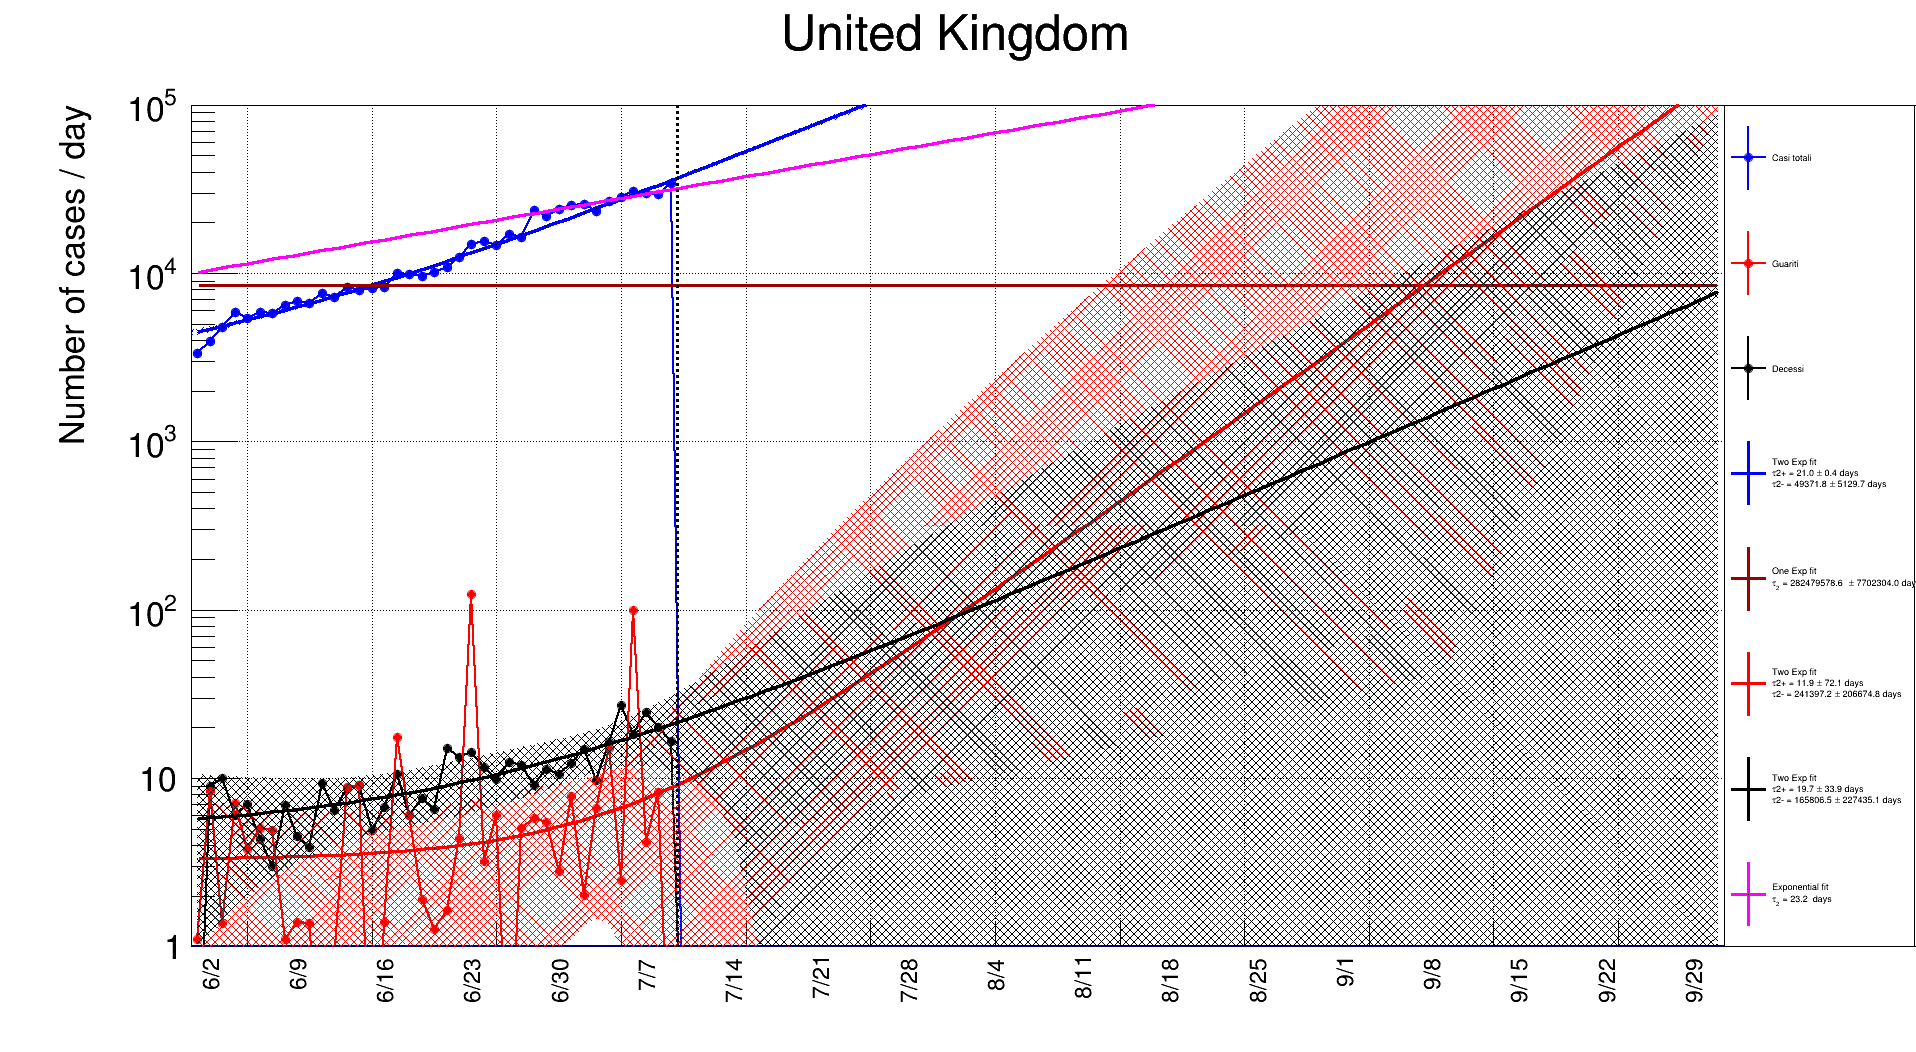 United Kingdom
Number of cases / day
10^5
10^4
10^3
10^2
10
1
6/2
6/9
6/16
6/23
6/30
7/7
7/14
7/21
7/28
8/4
8/11
8/18
8/25
9/1
9/8
9/15
9/22
9/29
Casi totali
Guariti
Decessi
Two Exp fit
τ2+ = 21.0 ± 0.4 days
τ2- = 49371.8 ± 5129.7 days
One Exp fit
τ₂ = 282479578.6 ± 7702304.0 day
Two Exp fit
τ2+ = 11.9 ± 72.1 days
τ2- = 241397.2 ± 206674.8 days
Two Exp fit
τ2+ = 19.7 ± 33.9 days
τ2- = 165806.5 ± 227435.1 days
Exponential fit
τ₂ = 23.2 days